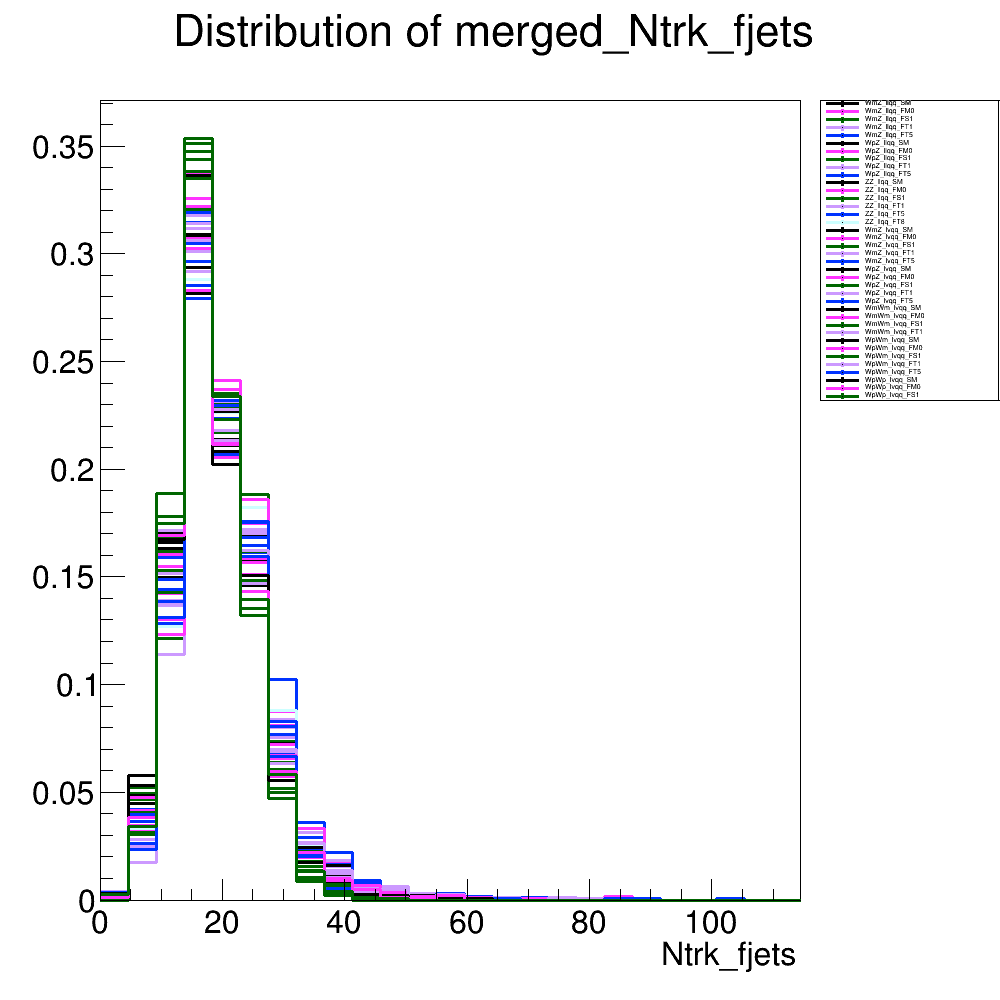 Distribution of merged_Ntrk_fjets
0.35
0.3
0.25
0.2
0.15
0.1
0.05
0
0 20 40 60 80 100
Ntrk_fjets
WmZ_llqq_SM
WmZ_llqq_FM0
WmZ_llqq_FS1
WmZ_llqq_FT1
WmZ_llqq_FT5
WpZ_llqq_SM
WpZ_llqq_FM0
WpZ_llqq_FS1
WpZ_llqq_FT1
WpZ_llqq_FT5
ZZ_llqq_SM
ZZ_llqq_FM0
ZZ_llqq_FS1
ZZ_llqq_FT1
ZZ_llqq_FT5
ZZ_llqq_FT8
WmZ_lvqq_SM
WmZ_lvqq_FM0
WmZ_lvqq_FS1
WmZ_lvqq_FT1
WmZ_lvqq_FT5
WpZ_lvqq_SM
WpZ_lvqq_FM0
WpZ_lvqq_FS1
WpZ_lvqq_FT1
WpZ_lvqq_FT5
WmWm_lvqq_SM
WmWm_lvqq_FM0
WmWm_lvqq_FS1
WmWm_lvqq_FT1
WpWm_lvqq_SM
WpWm_lvqq_FM0
WpWm_lvqq_FS1
WpWm_lvqq_FT1
WpWm_lvqq_FT5
WpWp_lvqq_SM
WpWp_lvqq_FM0
WpWp_lvqq_FS1